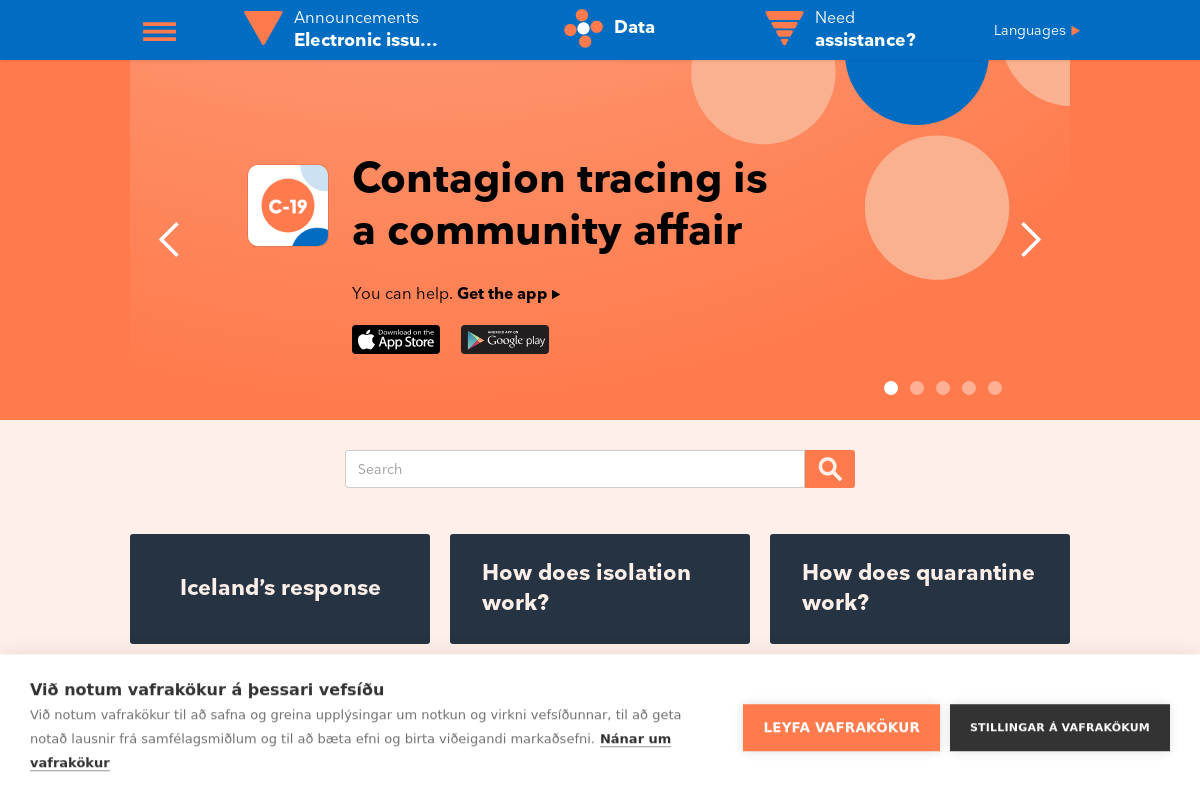 Announcements
Electronic issu...
Data
Need
assistance?
Languages
C-19
Contagion tracing is
a community affair
You can help. Get the app
Download on the
App Store
ANDROID APP ON
Google play
Search
Iceland's response
How does isolation
work?
How does quarantine
work?
Við notum vafrakökur á þessari vefsíðu
Við notum vafrakökur til að safna og greina upplýsingar um notkun og virkni vefsíðunnar, til að geta
notað lausnir frá samfélagsmiðlum og til að bæta efni og birta viðeigandi markaðsefni. Nánar um
vafrakökur
LEYFA VAFRAKÖKUR
STILLINGAR Á VAFRAKÖKUM